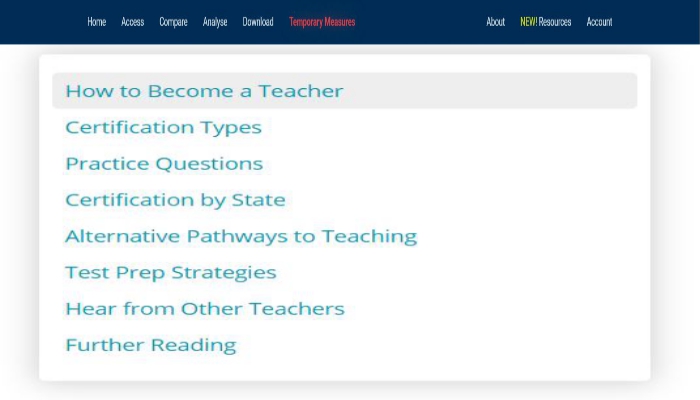 Home Access Compare Analyse Download Temporary Measures About NEW! Resources Account
How to Become a Teacher
Certification Types
Practice Questions
Certification by State
Alternative Pathways to Teaching
Test Prep Strategies
Hear from Other Teachers
Further Reading